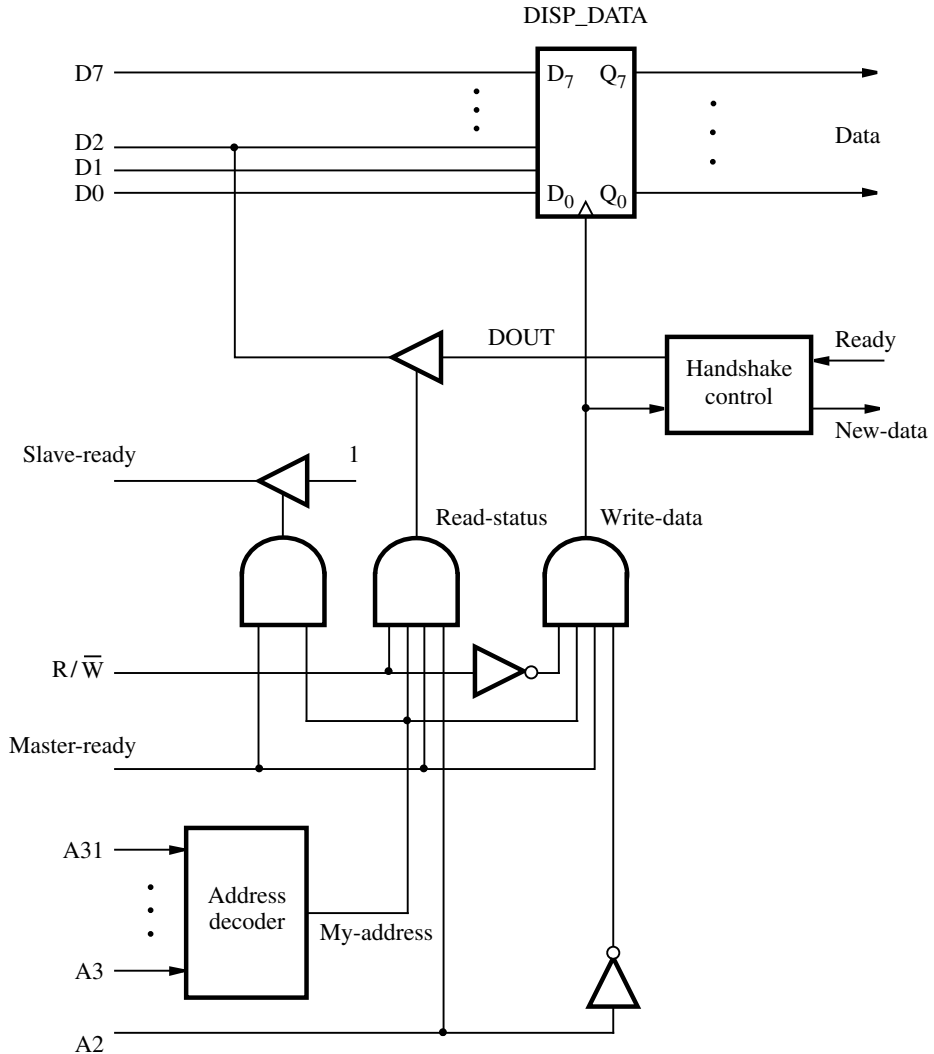 DISP_DATA
D7
D7 Q7
D2
Data
D1
D0
D0 Q0
DOUT
Ready
Handshake
control
New-data
Slave-ready
1
Read-status
Write-data
R/W̅
Master-ready
A31
Address
decoder
My-address
A3
A2